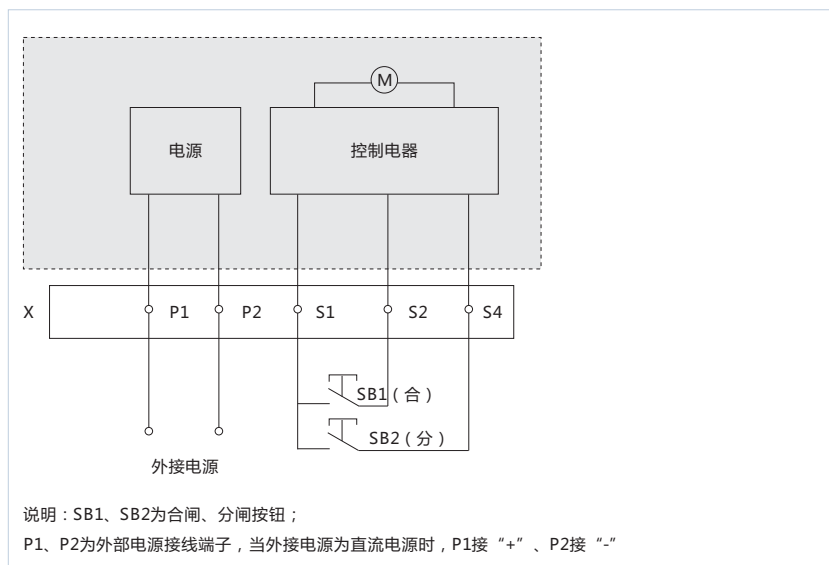 M
电源
控制电器
X
P1
P2
S1
S2
S4
SB1（合）
SB2（分）
外接电源
说明：SB1、SB2为合闸、分闸按钮；
P1、P2为外部电源接线端子，当外接电源为直流电源时，P1接“+”、P2接“-”